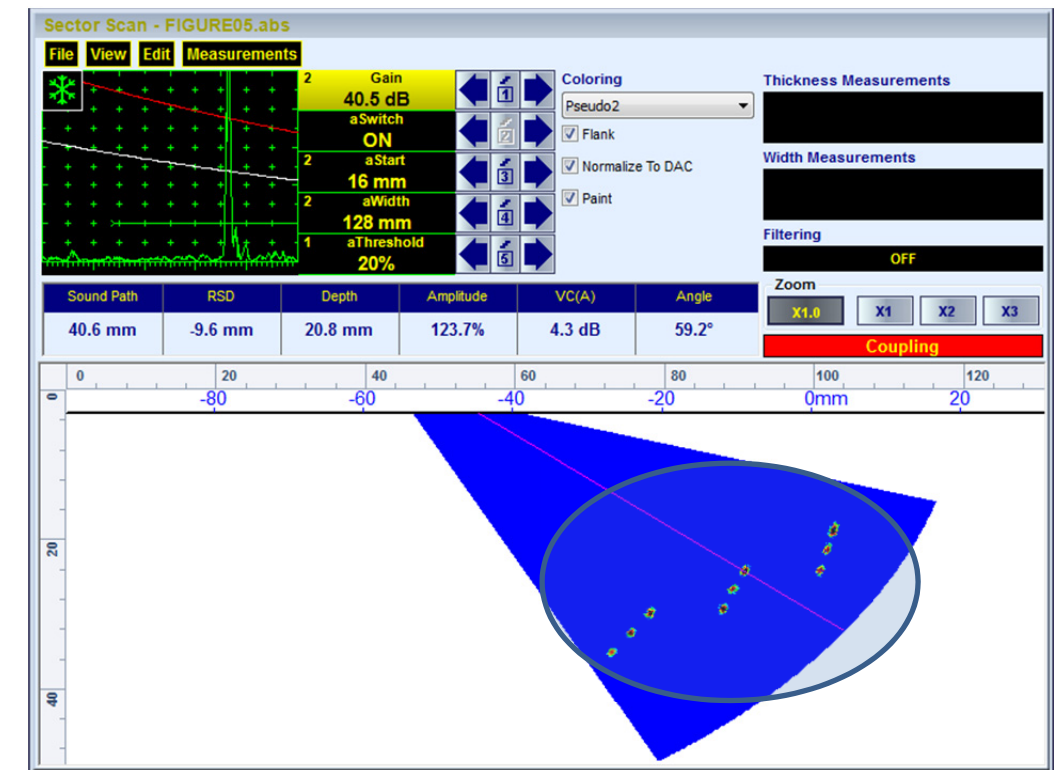 Sector Scan - FIGURE05.abs
File View Edit Measurements
2 Gain
40.5 dB
1
aSwitch
ON
2
2 aStart
16 mm
3
2 aWidth
128 mm
4
1 aThreshold
20%
5
Coloring
Pseudo2
Flank
Normalize To DAC
Paint
Thickness Measurements
Width Measurements
Filtering
OFF
Zoom
X1.0 X1 X2 X3
Coupling
Sound Path RSD Depth Amplitude VC(A) Angle
40.6 mm -9.6 mm 20.8 mm 123.7% 4.3 dB 59.2°
0 20 40 60 80 100 120
-80 -60 -40 -20 0mm 20
0
20
40